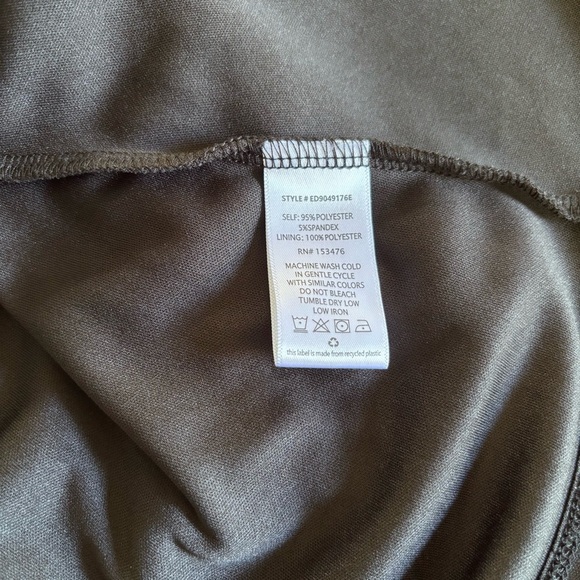 STYLE # ED9049176E
SELF: 95% POLYESTER
5%SPANDEX
LINING: 100% POLYESTER
RN# 153476
MACHINE WASH COLD
IN GENTLE CYCLE
WITH SIMILAR COLORS
DO NOT BLEACH
TUMBLE DRY LOW
LOW IRON
this label is made from recycled plastic